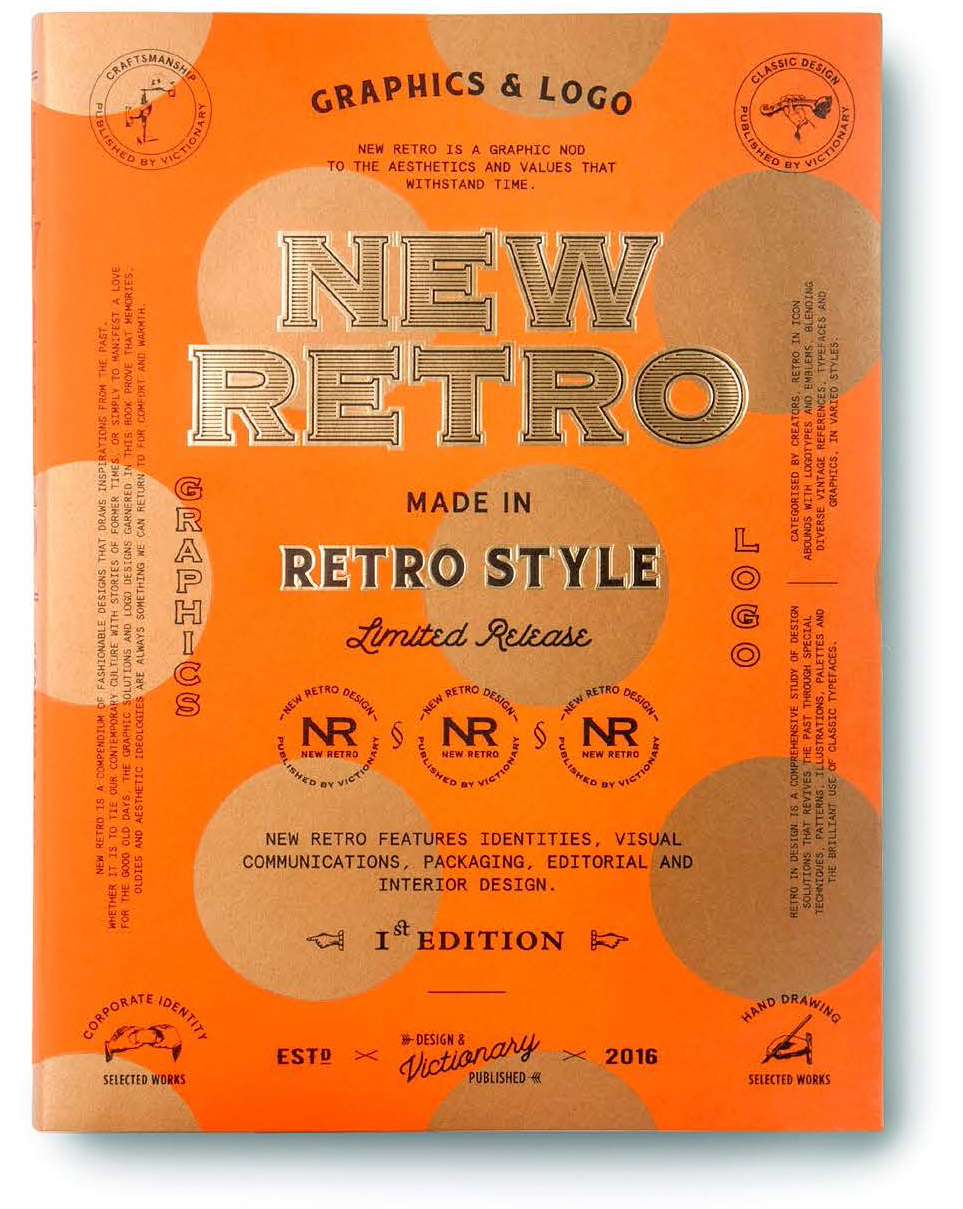 CRAFTSMANSHIP
PUBLISHED BY VICTIONARY
CLASSIC DESIGN
PUBLISHED BY VICTIONARY
GRAPHICS & LOGO
NEW RETRO IS A GRAPHIC NOD
TO THE AESTHETICS AND VALUES THAT
WITHSTAND TIME.
NEW
RETRO
MADE IN
RETRO STYLE
Limited Release
GRAPHICS
LOGO
NEW RETRO IS A COMPENDIUM OF FASHIONABLE DESIGNS THAT DRAWS INSPIRATIONS FROM THE PAST.
WHETHER IT IS TO TIE OUR CONTEMPORARY CULTURE WITH STORIES OF FORMER TIMES, OR SIMPLY TO MANIFEST A LOVE
FOR THE GOOD OLD DAYS, THE GRAPHIC SOLUTIONS AND LOGO DESIGNS GARNERED IN THIS BOOK PROVE THAT MEMORIES,
OLDIES AND AESTHETIC IDEOLOGIES ARE ALWAYS SOMETHING WE CAN RETURN TO FOR COMFORT AND WARMTH.
CATEGORISED BY CREATORS, RETRO IN ICON
ABOUNDS WITH LOGOTYPES AND EMBLEMS, BLENDING
DIVERSE VINTAGE REFERENCES, TYPEFACES AND
GRAPHICS, IN VARIED STYLES.
RETRO IN DESIGN IS A COMPREHENSIVE STUDY OF DESIGN
SOLUTIONS THAT REVIVES THE PAST THROUGH SPECIAL
TECHNIQUES, PATTERNS, ILLUSTRATIONS, PALETTES AND
THE BRILLIANT USE OF CLASSIC TYPEFACES.
NEW RETRO DESIGN
NR
NEW RETRO
PUBLISHED BY VICTIONARY
§
NEW RETRO DESIGN
NR
NEW RETRO
PUBLISHED BY VICTIONARY
§
NEW RETRO DESIGN
NR
NEW RETRO
PUBLISHED BY VICTIONARY
NEW RETRO FEATURES IDENTITIES, VISUAL
COMMUNICATIONS, PACKAGING, EDITORIAL AND
INTERIOR DESIGN.
1st EDITION
CORPORATE IDENTITY
SELECTED WORKS
ESTD
DESIGN &
Victionary
PUBLISHED
2016
HAND DRAWING
SELECTED WORKS